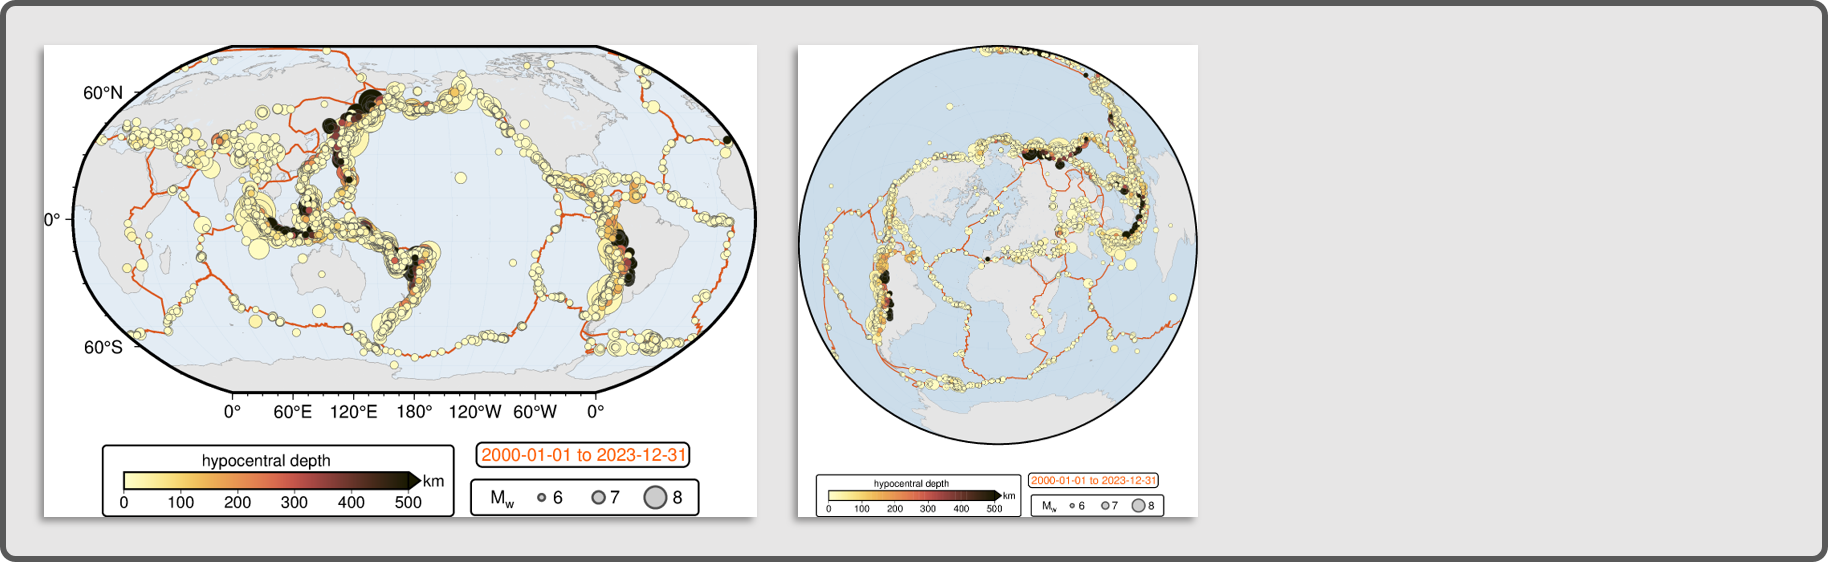 60°N
0°
60°S
0° 60°E 120°E 180° 120°W 60°W 0°
hypocentral depth
km
0 100 200 300 400 500
2000-01-01 to 2023-12-31
Mw 6 7 8
hypocentral depth
km
0 100 200 300 400 500
2000-01-01 to 2023-12-31
Mw 6 7 8